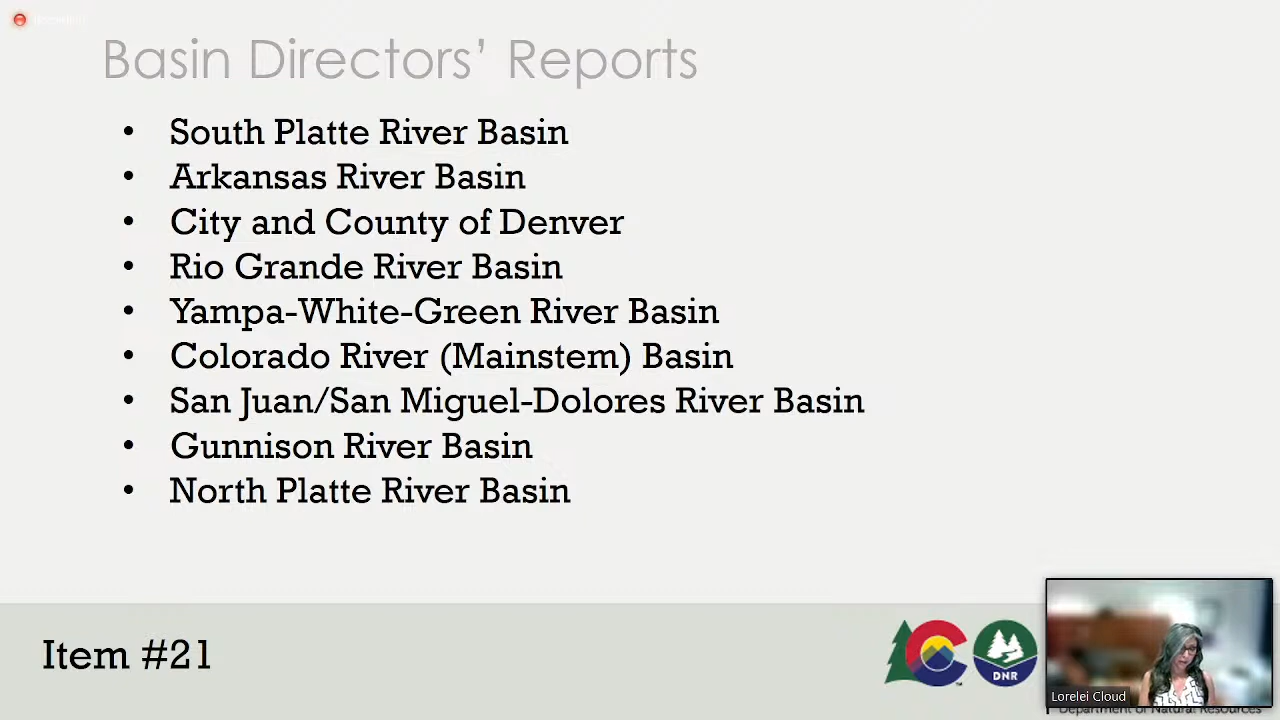 Basin Directors' Reports
• South Platte River Basin
• Arkansas River Basin
• City and County of Denver
• Rio Grande River Basin
• Yampa-White-Green River Basin
• Colorado River (Mainstem) Basin
• San Juan/San Miguel-Dolores River Basin
• Gunnison River Basin
• North Platte River Basin
Item #21
DNR
Lorelei Cloud
Department of Natural Resources